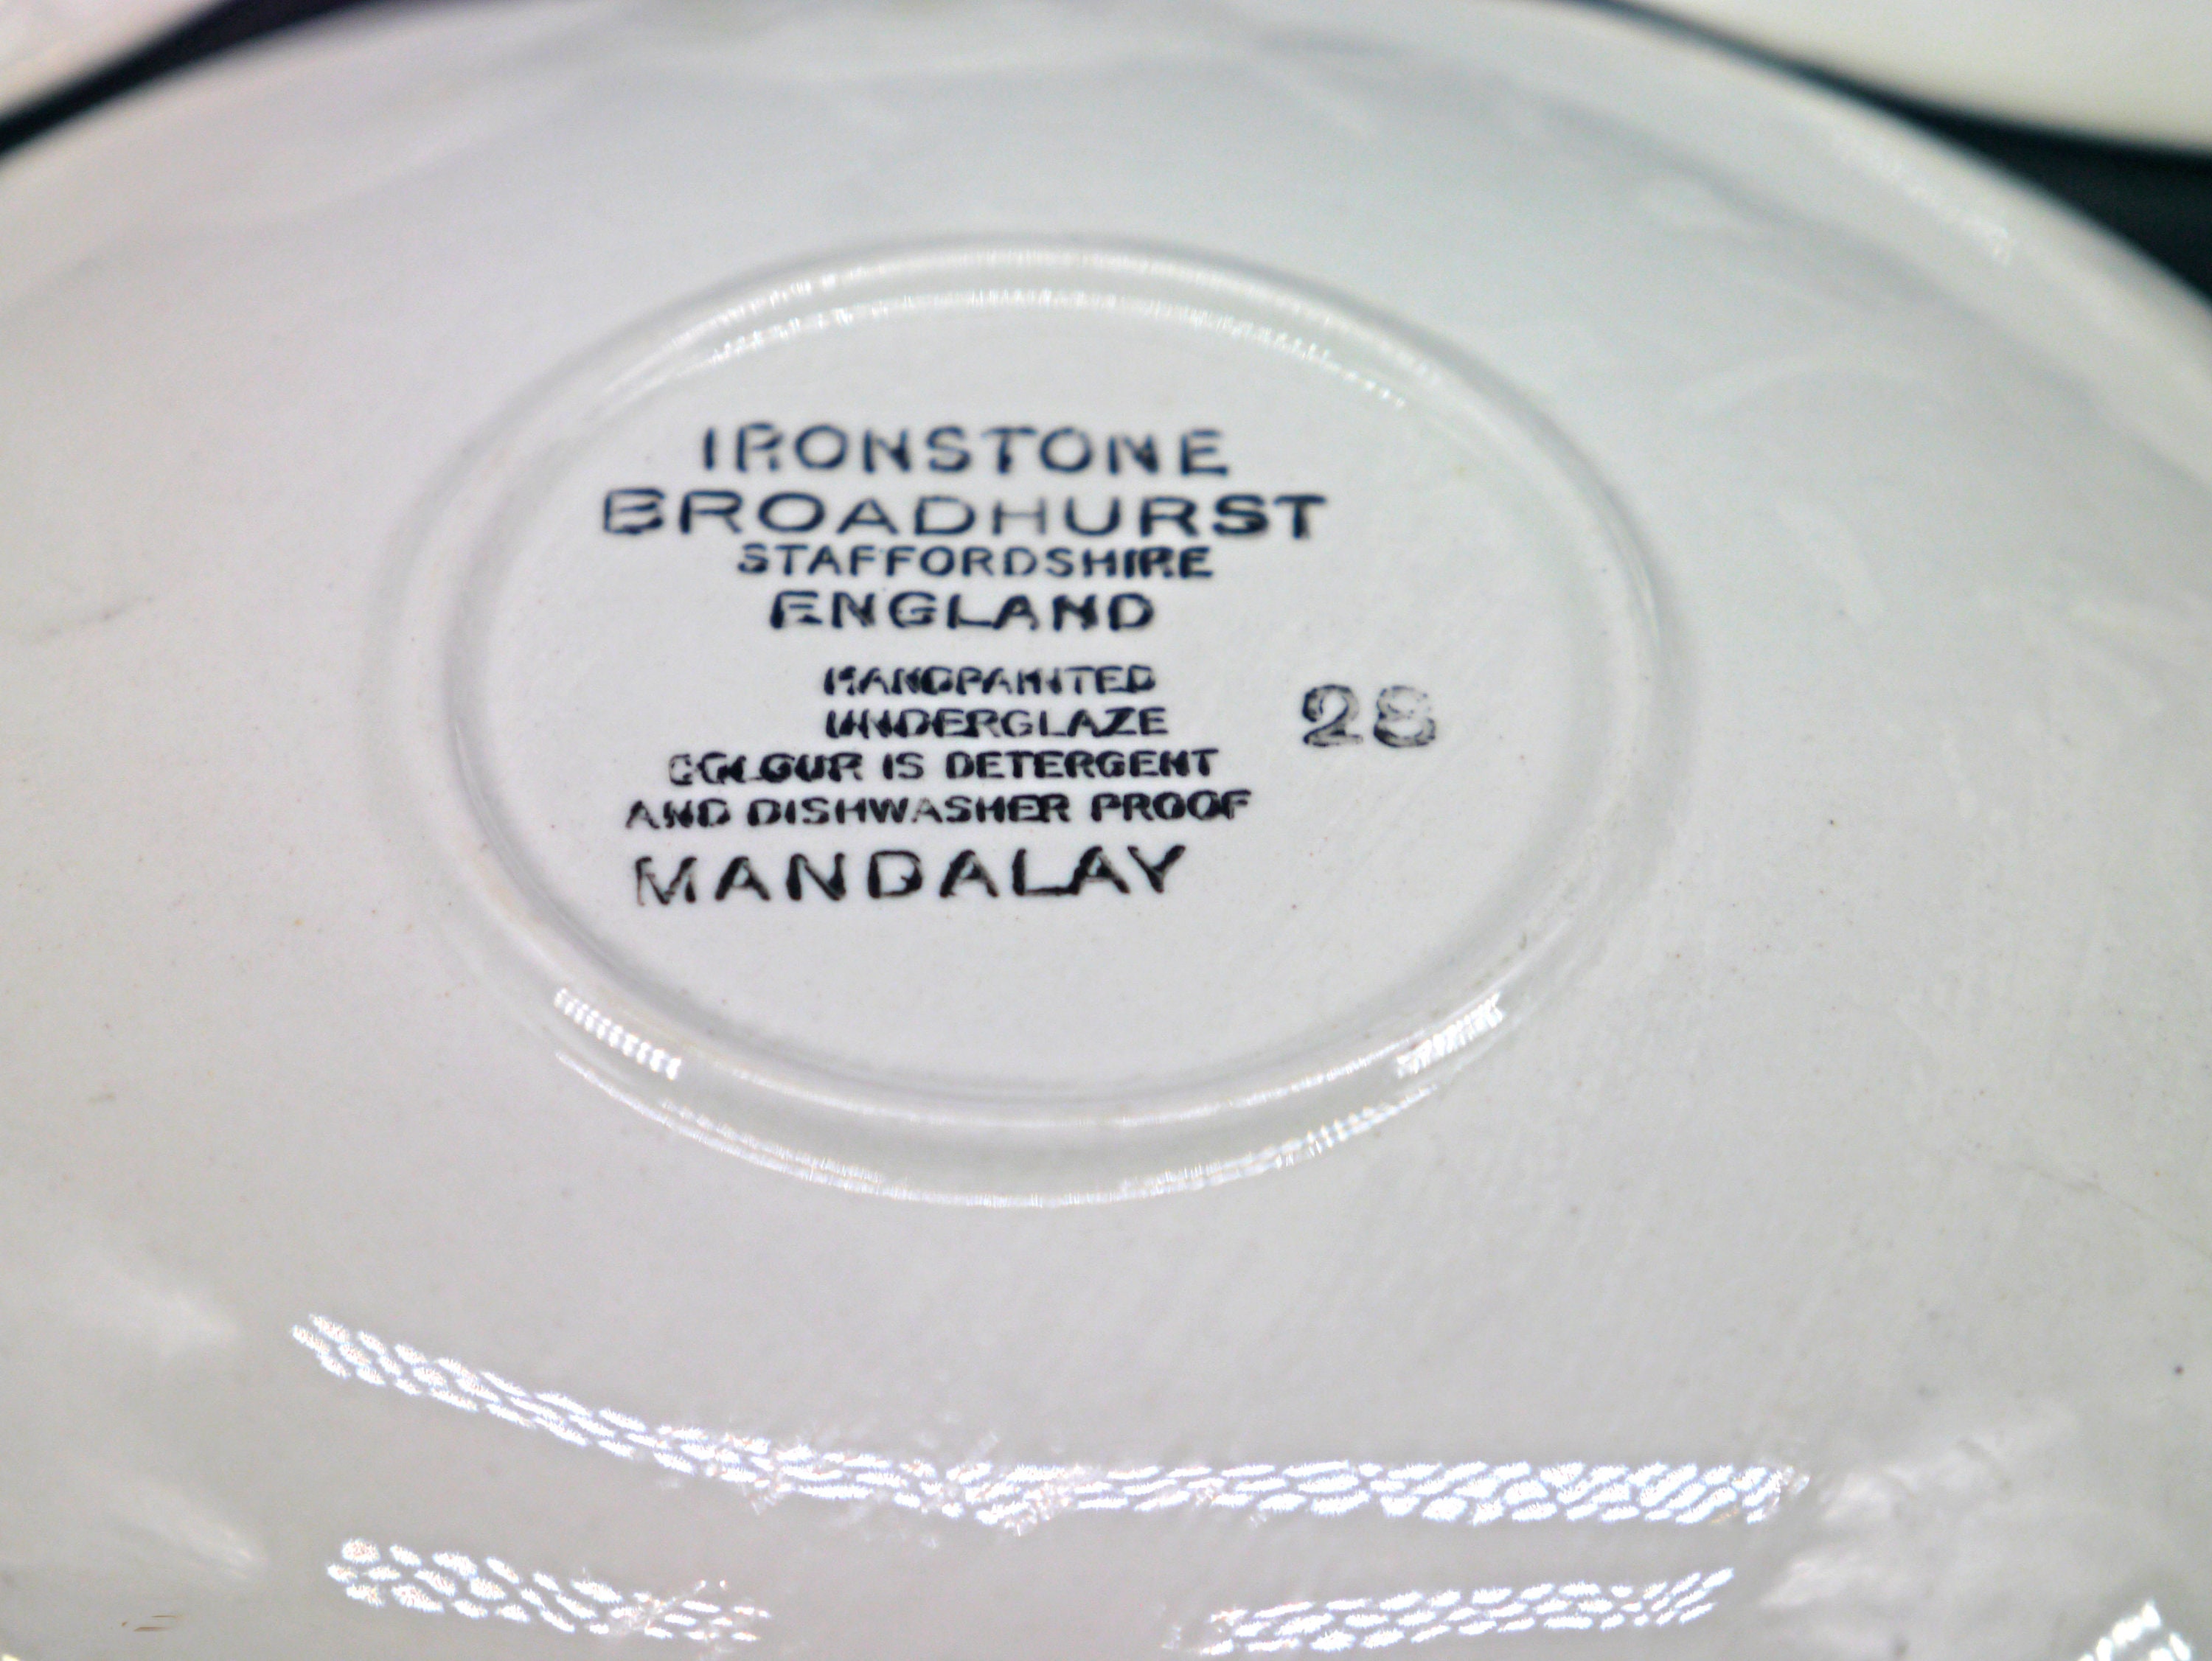 IRONSTONE
BROADHURST
STAFFORDSHIRE
ENGLAND
HANDPAINTED
UNDERGLAZE
COLOUR IS DETERGENT
AND DISHWASHER PROOF
MANDALAY
28